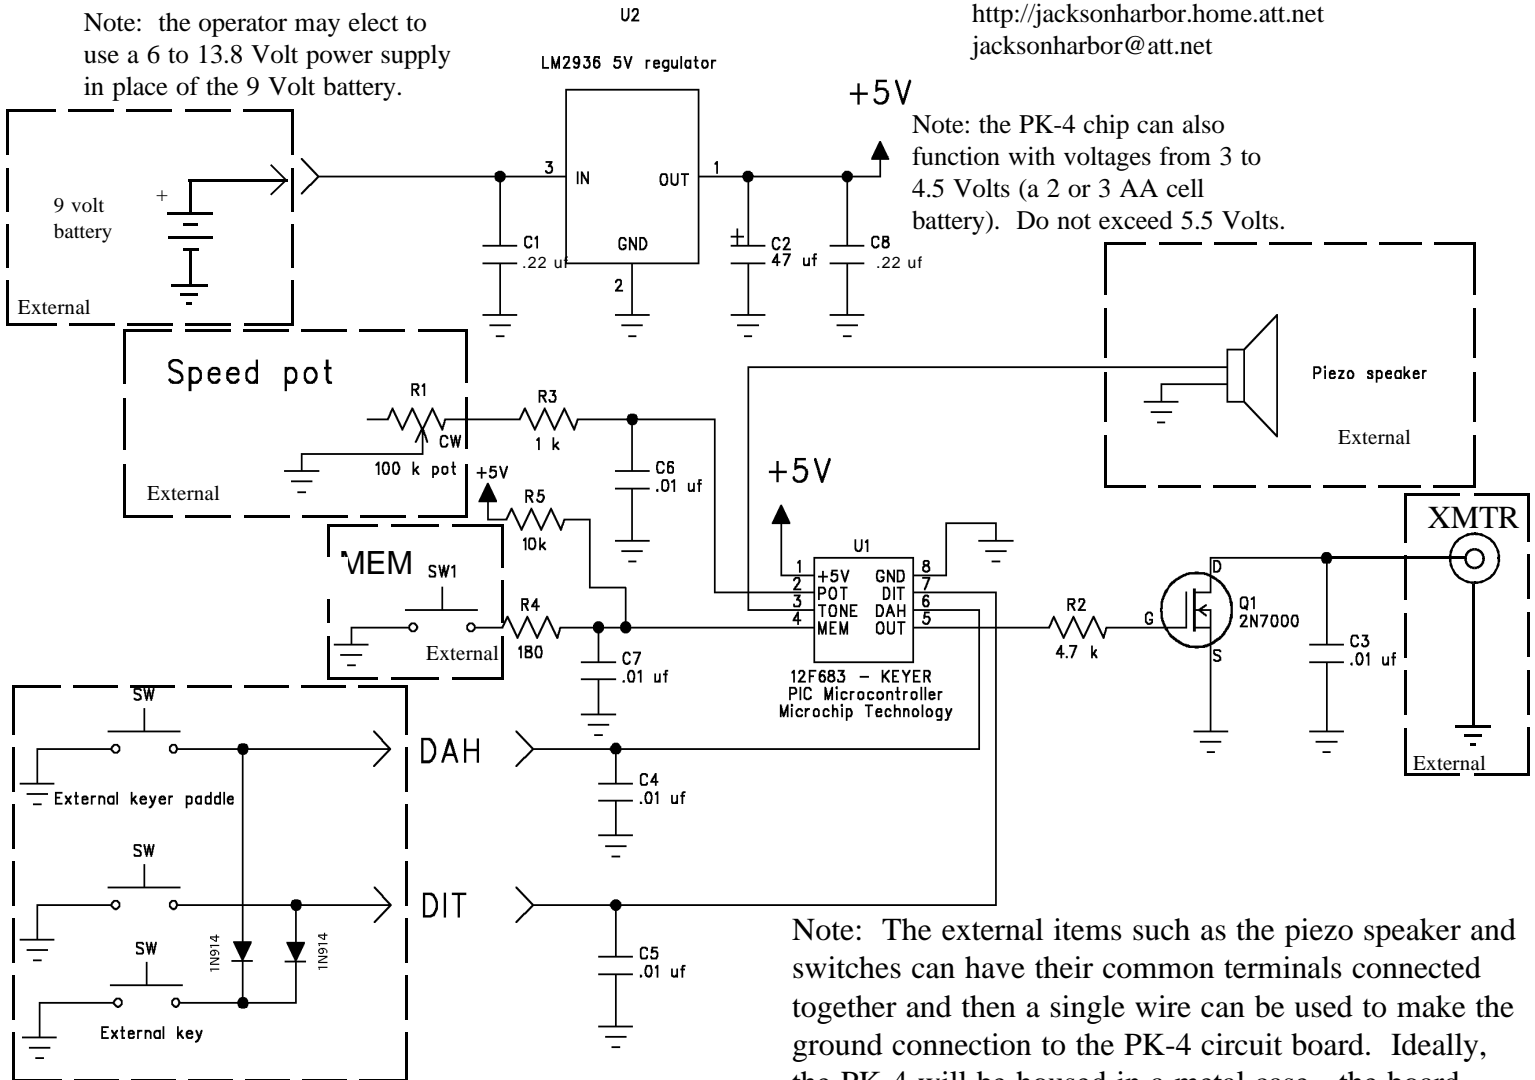 Note:  the operator may elect to
use a 6 to 13.8 Volt power supply
in place of the 9 Volt battery.
U2
LM2936 5V regulator
http://jacksonharbor.home.att.net
jacksonharbor@att.net
+5V
Note: the PK-4 chip can also
function with voltages from 3 to
4.5 Volts (a 2 or 3 AA cell
battery).  Do not exceed 5.5 Volts.
9 volt
battery
+
External
3
IN
OUT
1
GND
2
C1
.22 uf
+
C2
47 uf
C8
.22 uf
Speed pot
R1
CW
100 k pot
External
R3
1 k
C6
.01 uf
+5V
R5
10k
Piezo speaker
External
MEM
SW1
External
R4
180
C7
.01 uf
+5V
U1
1
+5V
GND
8
2
POT
DIT
7
3
TONE
DAH
6
4
MEM
OUT
5
12F683 - KEYER
PIC Microcontroller
Microchip Technology
R2
4.7 k
G
D
S
Q1
2N7000
C3
.01 uf
XMTR
External
SW
External keyer paddle
DAH
C4
.01 uf
SW
DIT
C5
.01 uf
SW
1N914
1N914
External key
Note:  The external items such as the piezo speaker and
switches can have their common terminals connected
together and then a single wire can be used to make the
ground connection to the PK-4 circuit board.  Ideally,